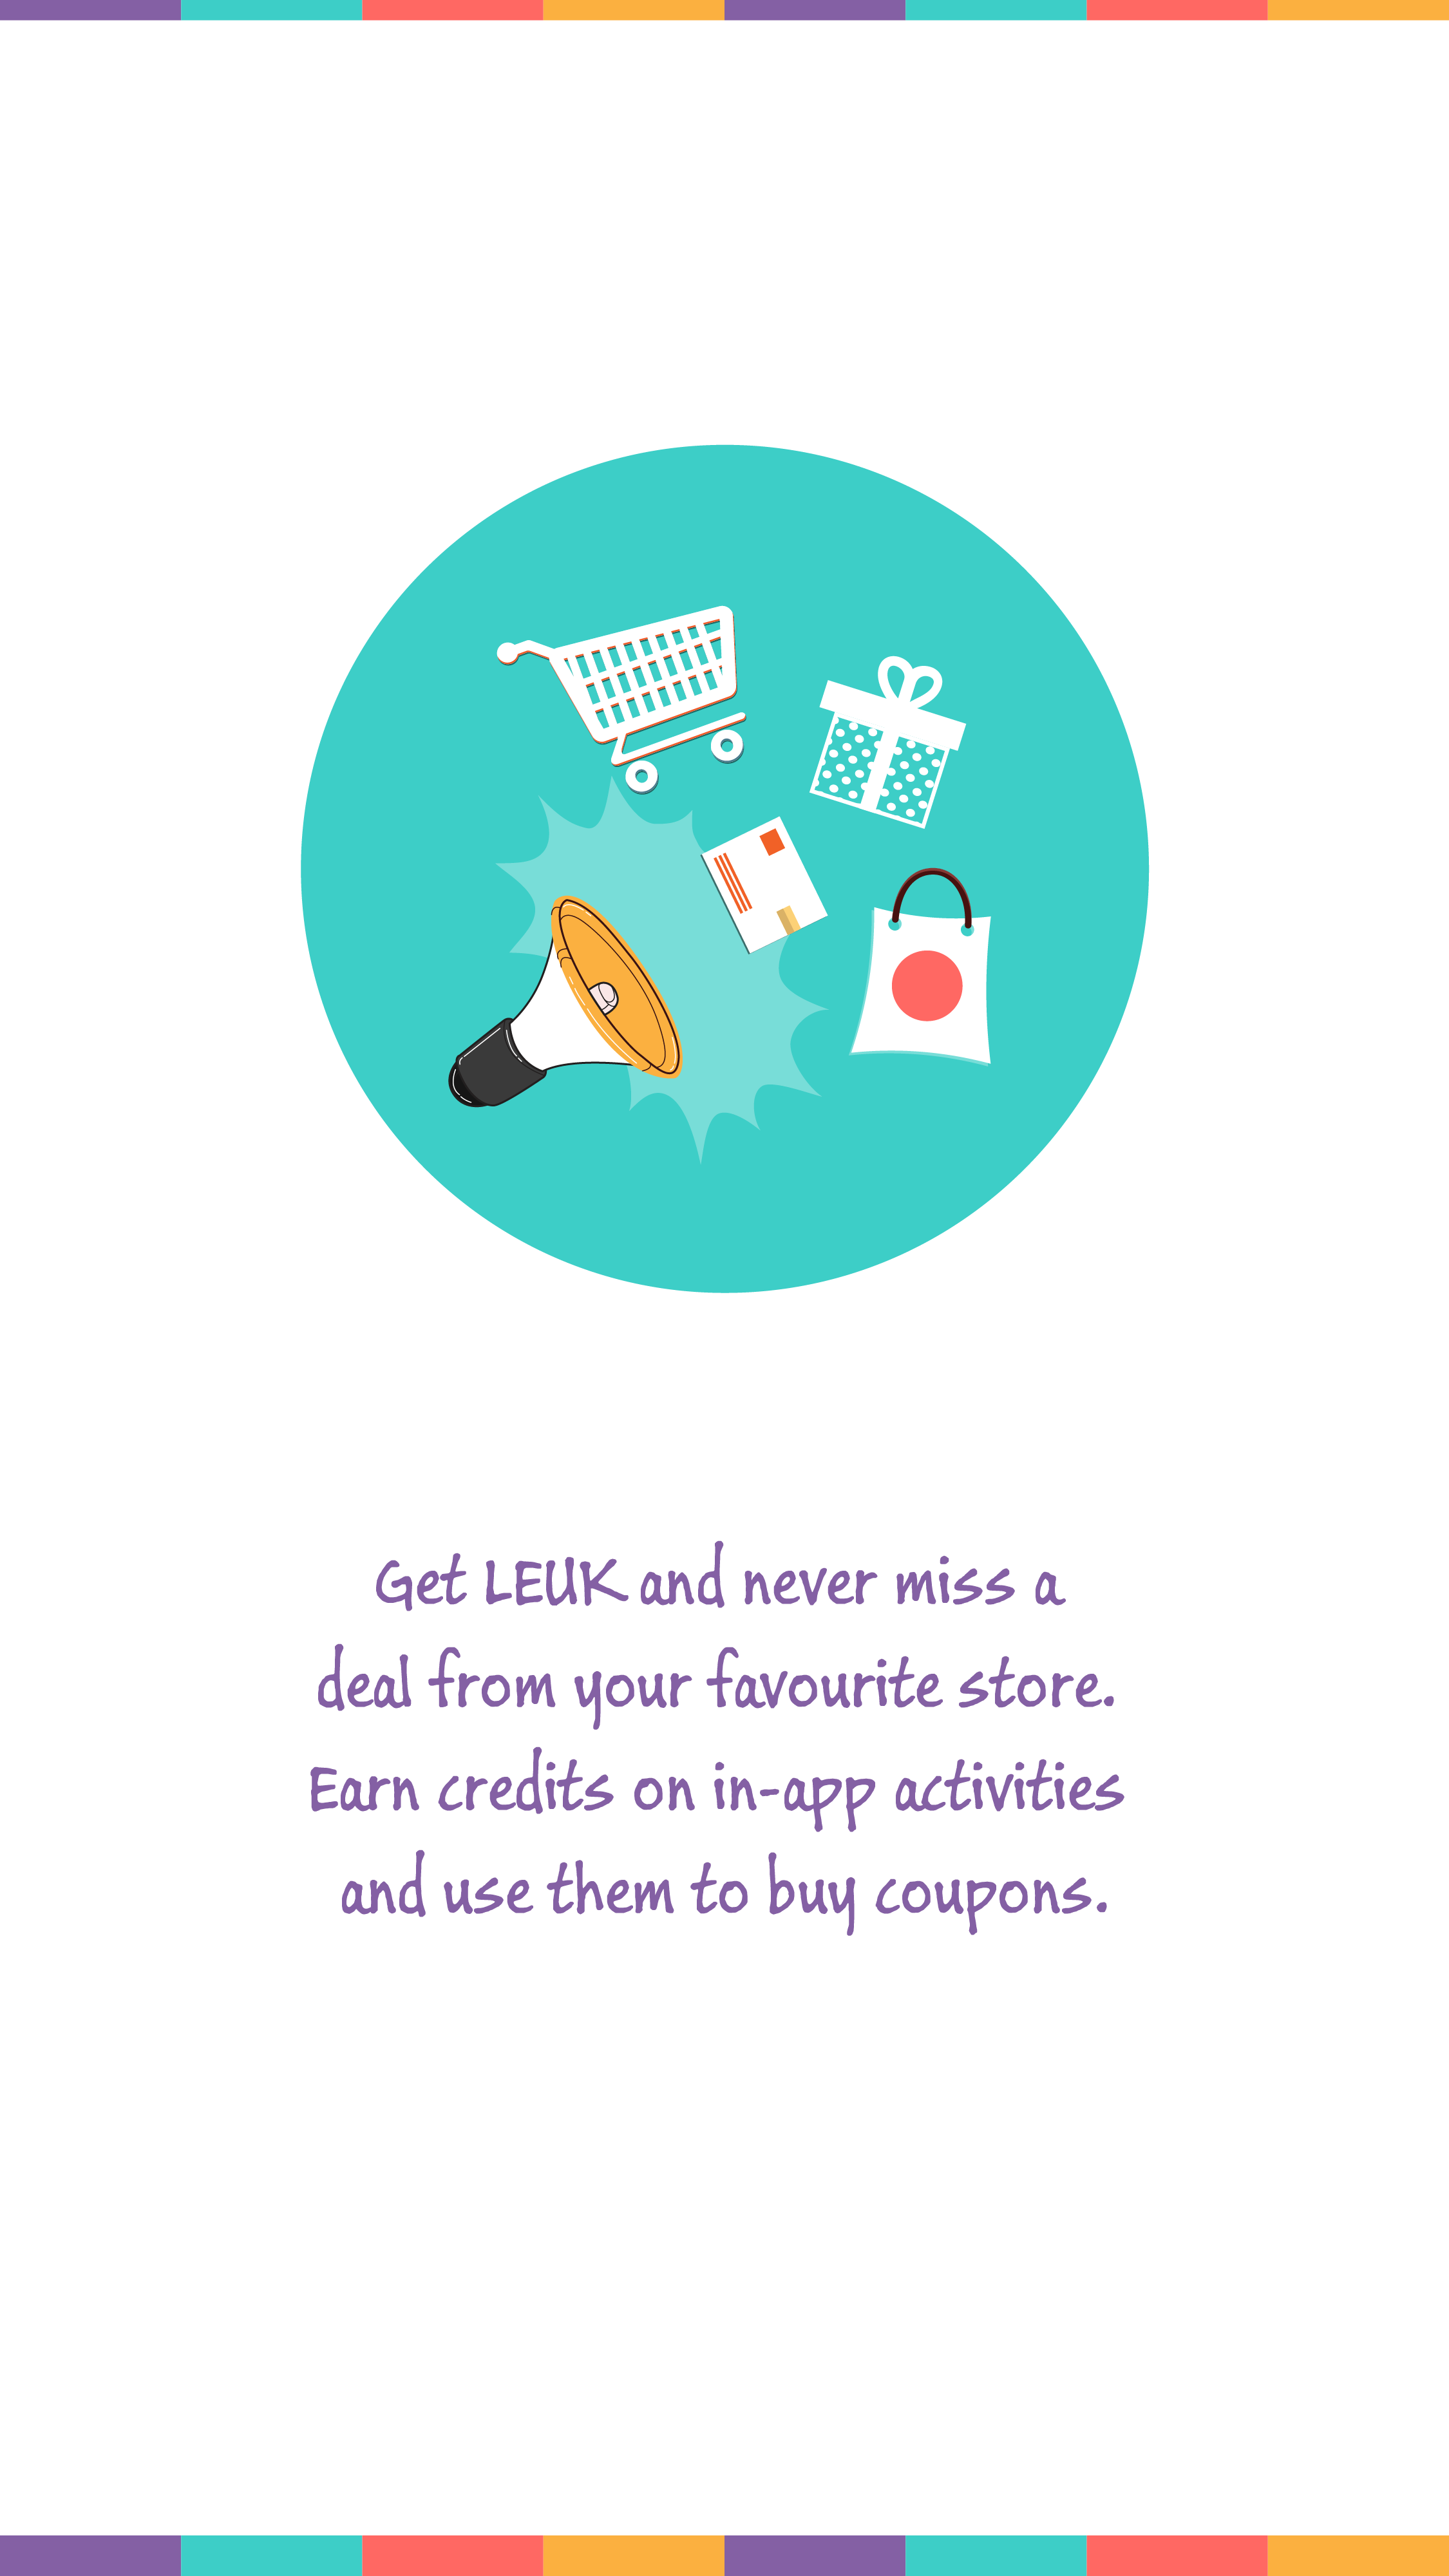 Get LEUK and never miss a
deal from your favourite store.
Earn credits on in-app activities
and use them to buy coupons.